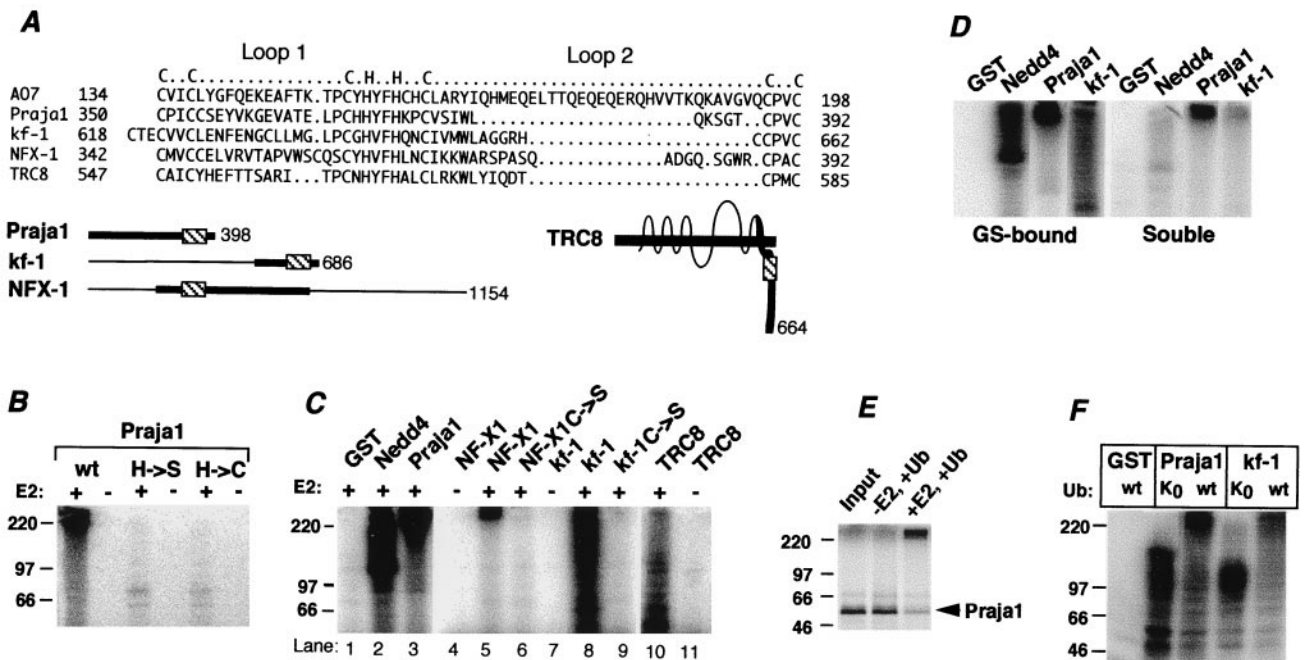 A
Loop 1 Loop 2
C..C...............C.H..H..C.................................C..C
AO7 134 CVICLYGFQEKEAFTK.TPCYHYFHCHCLARYIQHMEQELTTQEQEQERQHVVTKQKAVGVQCPVC 198
Praja1 350 CPICCSEYVKGEVATE.LPCHHVFHKPCVSIWL......................QKSGT..CPVC 392
kf-1 618 CTECVVCLENFENGCLLMG.LPCGHVFHQNCIVMWLAGGRH........................CCPVC 662
NFX-1 342 CMVCCELVRVTAPVWSCQSCYHVFHLNCIKKWARSPASQ.............ADGQ.SGWR.CPAC 392
TRC8 547 CAICYHEFTTSARI...TPCNHYFHALCLRKWLYIQDT........................CPMC 585
Praja1 398
kf-1 686
NFX-1 1154
TRC8
664
B
Praja1
wt H->S H->C
E2: + - + - + -
220
97
66
C
GST Nedd4 Praja1 NF-X1 NF-X1 NF-X1C->S kf-1 kf-1 kf-1C->S TRC8 TRC8
E2: + + + - + + - + + + -
220
97
66
Lane: 1 2 3 4 5 6 7 8 9 10 11
D
GST Nedd4 Praja1 kf-1 GST Nedd4 Praja1 kf-1
GS-bound Souble
E
Input -E2, +Ub +E2, +Ub
220
97
66
46
Praja1
F
GST Praja1 kf-1
Ub: wt K0 wt K0 wt
220
97
66
46